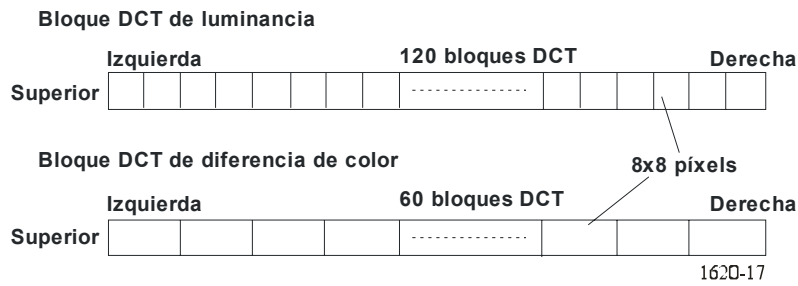 Bloque DCT de luminancia
Izquierda 120 bloques DCT Derecha
Superior
Bloque DCT de diferencia de color
8x8 píxels
Izquierda 60 bloques DCT Derecha
Superior
1620-17